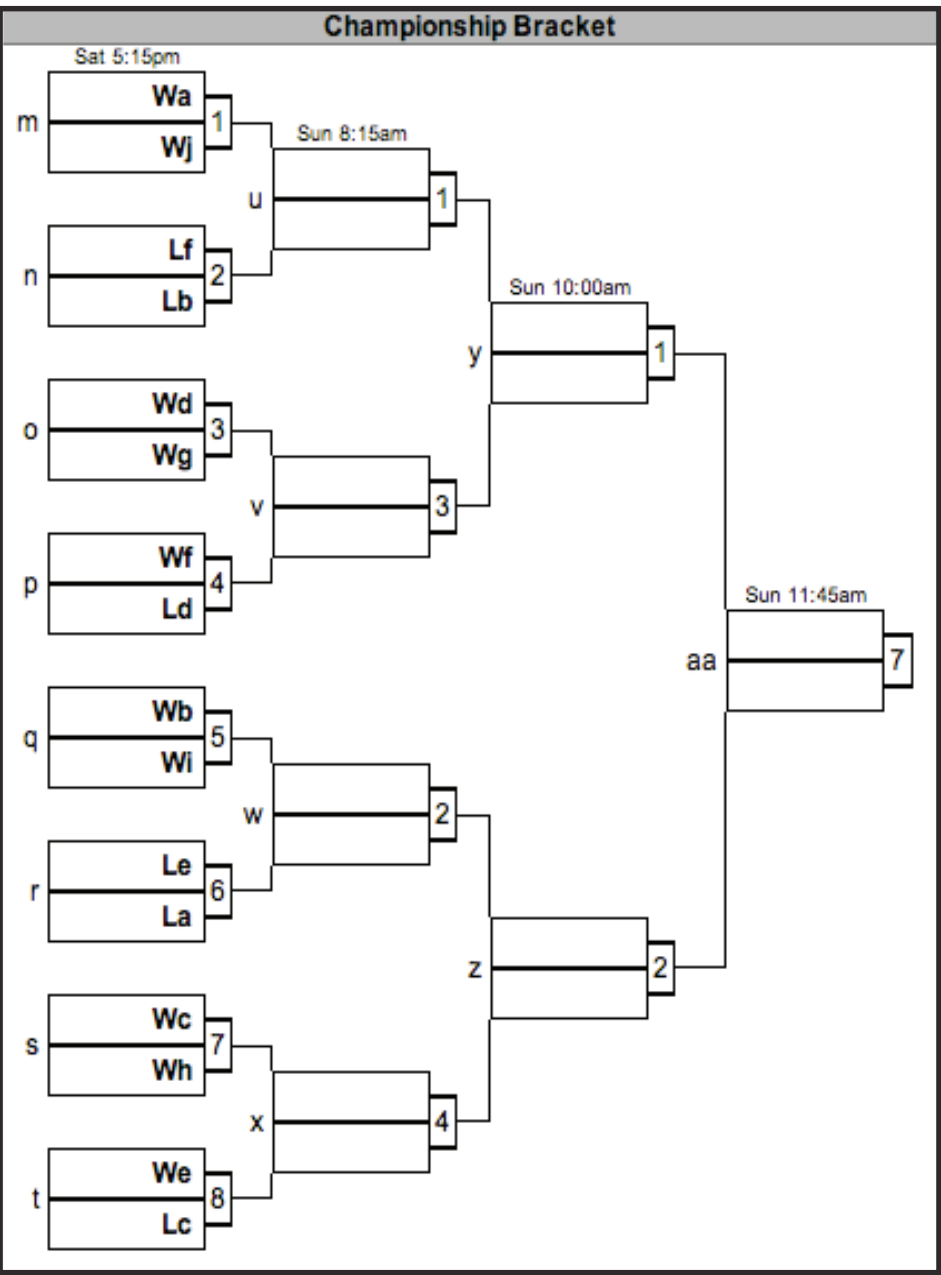 Championship Bracket
Sat 5:15pm
Wa
m
1
Wj
Sun 8:15am
u
1
Lf
n
2
Lb
Sun 10:00am
y
1
Wd
o
3
Wg
v
3
Wf
p
4
Ld
Sun 11:45am
aa
7
Wb
q
5
Wi
w
2
Le
r
6
La
z
2
Wc
s
7
Wh
x
4
We
t
8
Lc